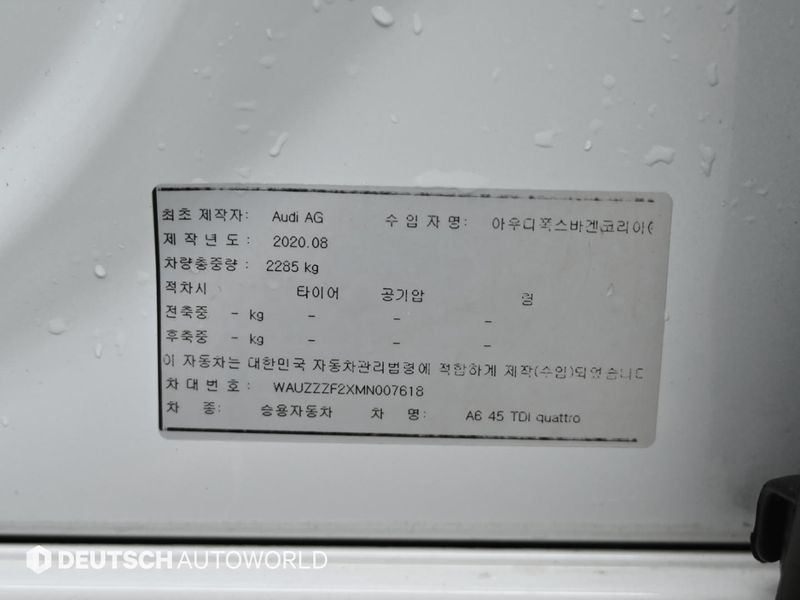 최초 제작자: Audi AG 수 입 자 명: 아우디폭스바겐코리아(
제 작 년 도 : 2020.08
차량총중량 : 2285 kg
적차시 타이어 공기압 림
전축중 - kg - - -
후축중 - kg - - -
이 자동차는 대한민국 자동차관리법령에 적합하게 제작(수입)되었습니다
차 대 번 호 : WAUZZZF2XMN007618
차 종: 승용자동차 차 명: A6 45 TDI quattro
DEUTSCH AUTOWORLD